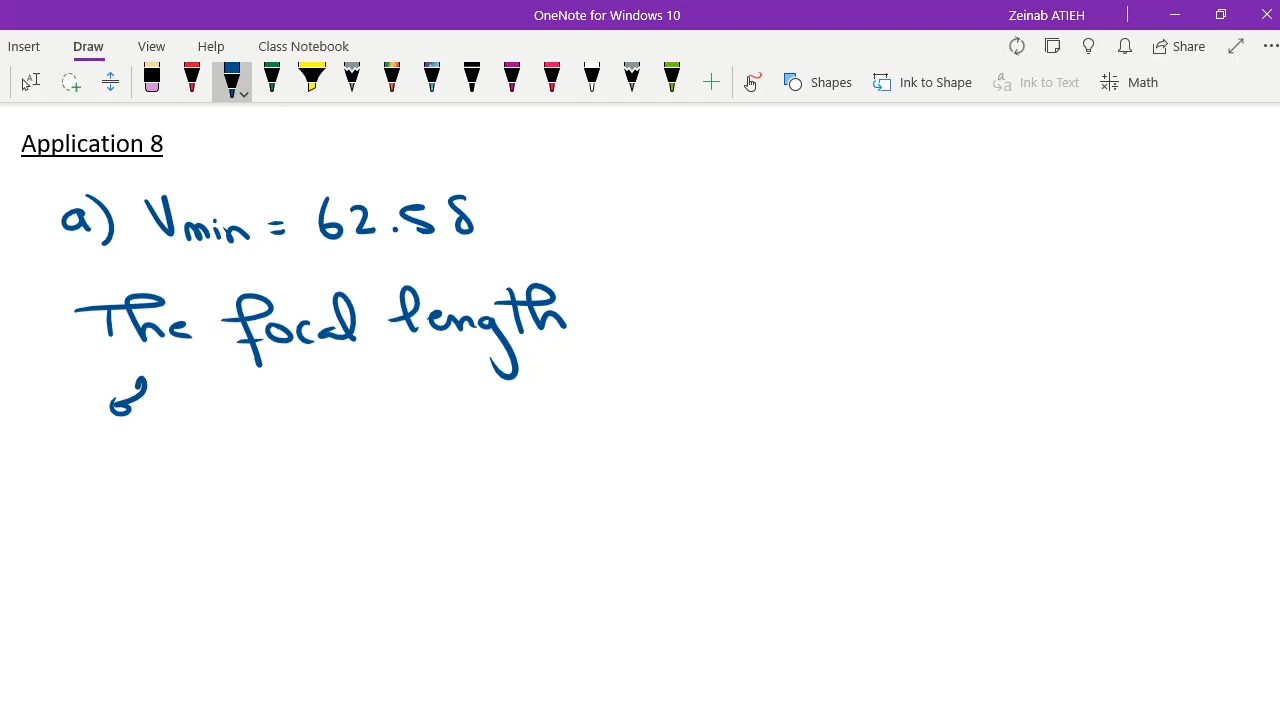 OneNote for Windows 10
Zeinab ATIEH
Insert Draw View Help Class Notebook Share
Shapes Ink to Shape Ink to Text Math
Application 8
a) Vmin = 62.5 δ
The focal length